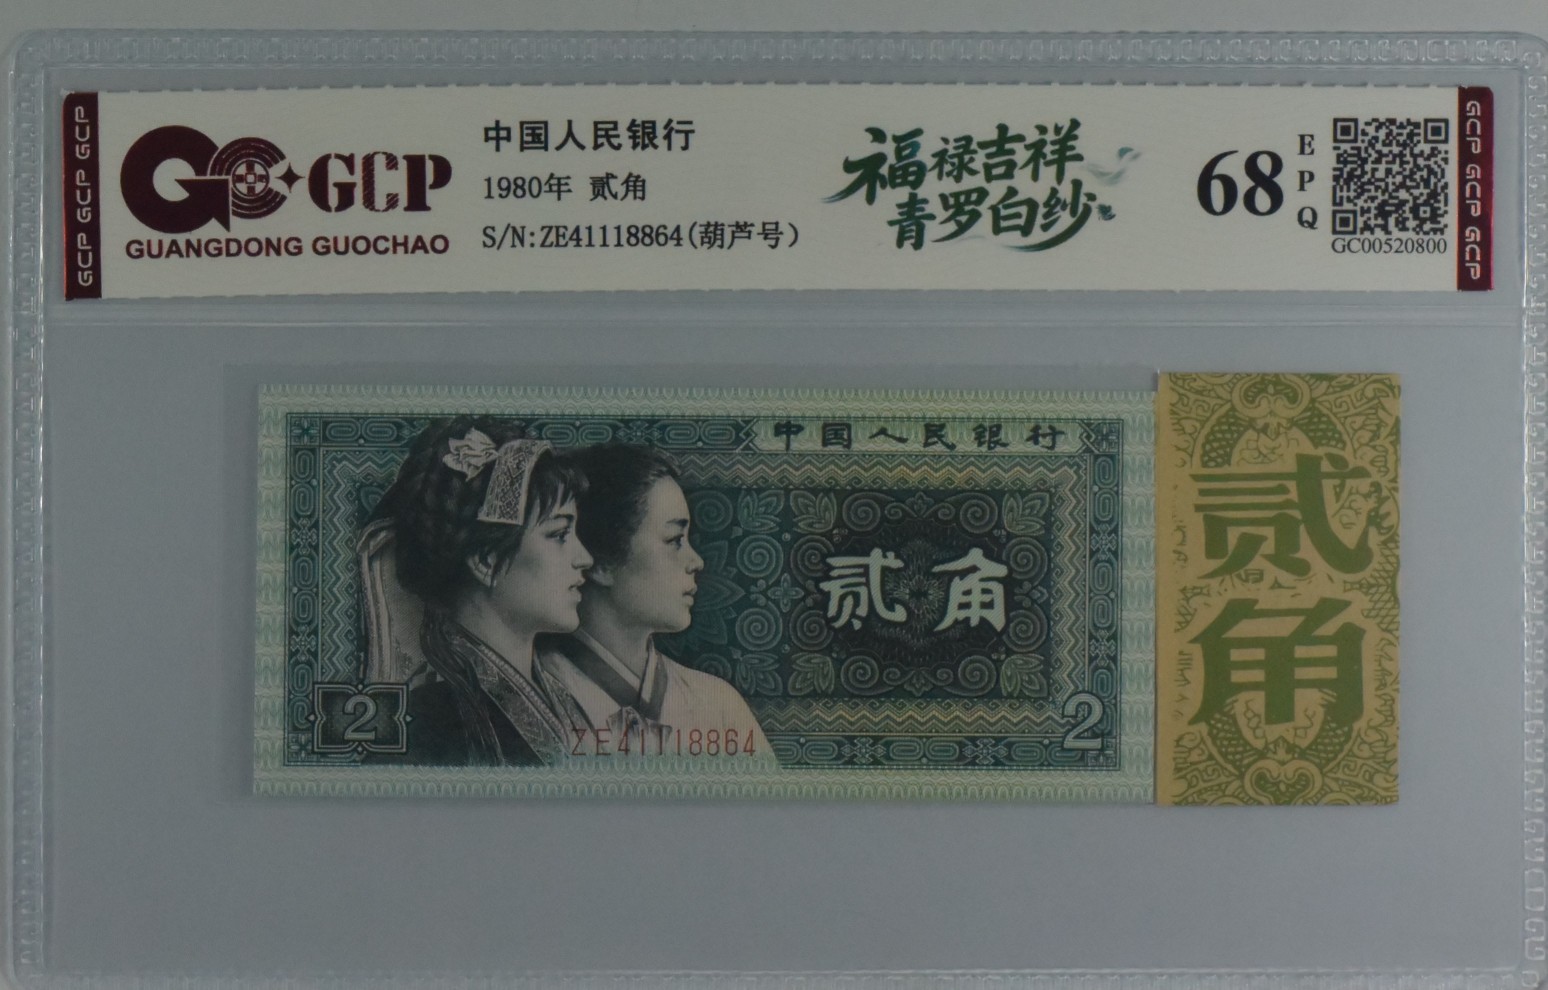 GCP GCP GCP
GC GCP
GUANGDONG GUOCHAO
中国人民银行
1980年 贰角
S/N:ZE41118864(葫芦号)
福禄吉祥
青罗白纱
68
EPQ
GC00520800
GCP GCP GCP
中国人民银行
贰角
2
ZE41118864
2
贰
角